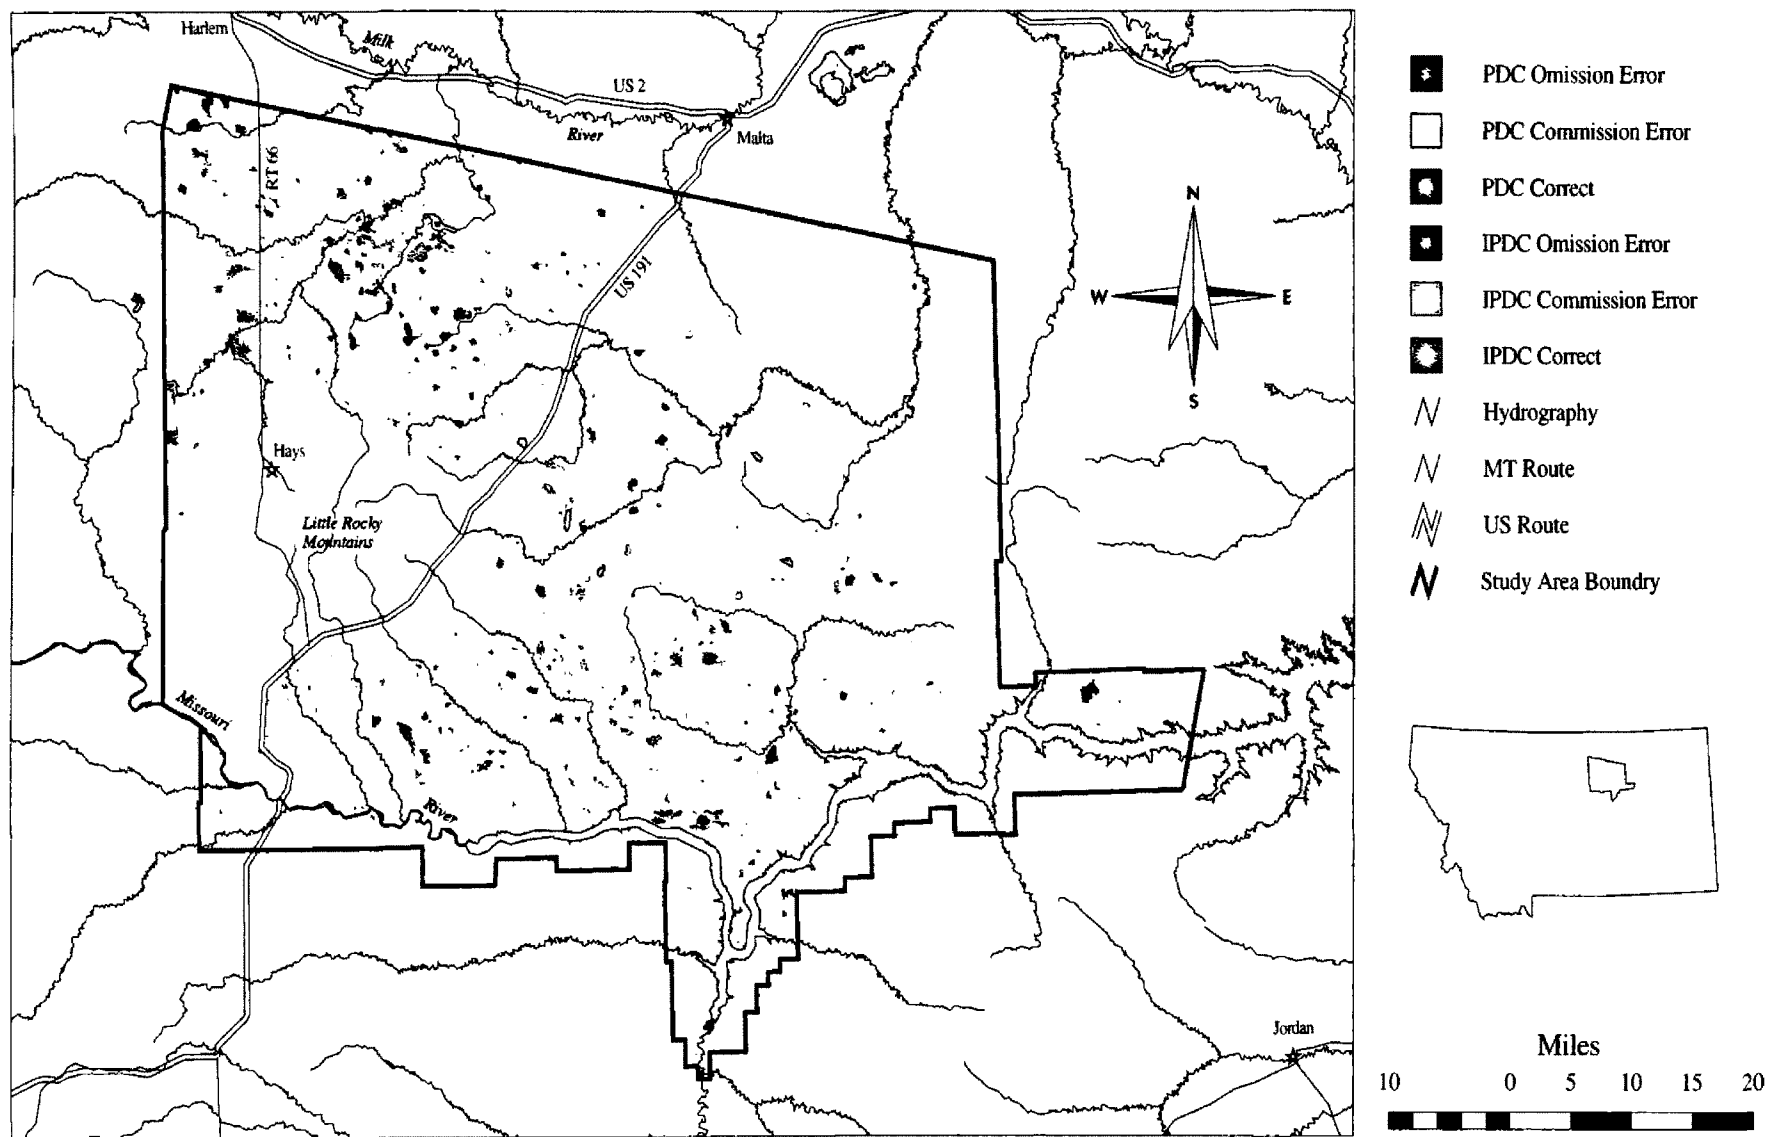 Harlem
Milk
US 2
River
Malta
RT 66
US 191
Hays
Little Rocky
Mountains
Missouri
River
Jordan
N
W
E
S
PDC Omission Error
PDC Commission Error
PDC Correct
IPDC Omission Error
IPDC Commission Error
IPDC Correct
Hydrography
MT Route
US Route
Study Area Boundry
Miles
10 0 5 10 15 20